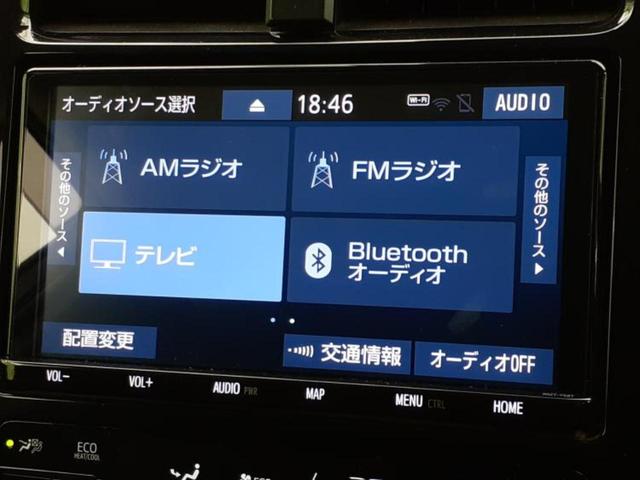 オーディオソース選択
18:46
Wi-Fi
AUDIO
その他のソース
AMラジオ
FMラジオ
その他のソース
テレビ
Bluetooth
オーディオ
配置変更
交通情報
オーディオOFF
VOL-
VOL+
AUDIO PWR
MAP
MENU CTRL
HOME
ECO
HEAT/COOL